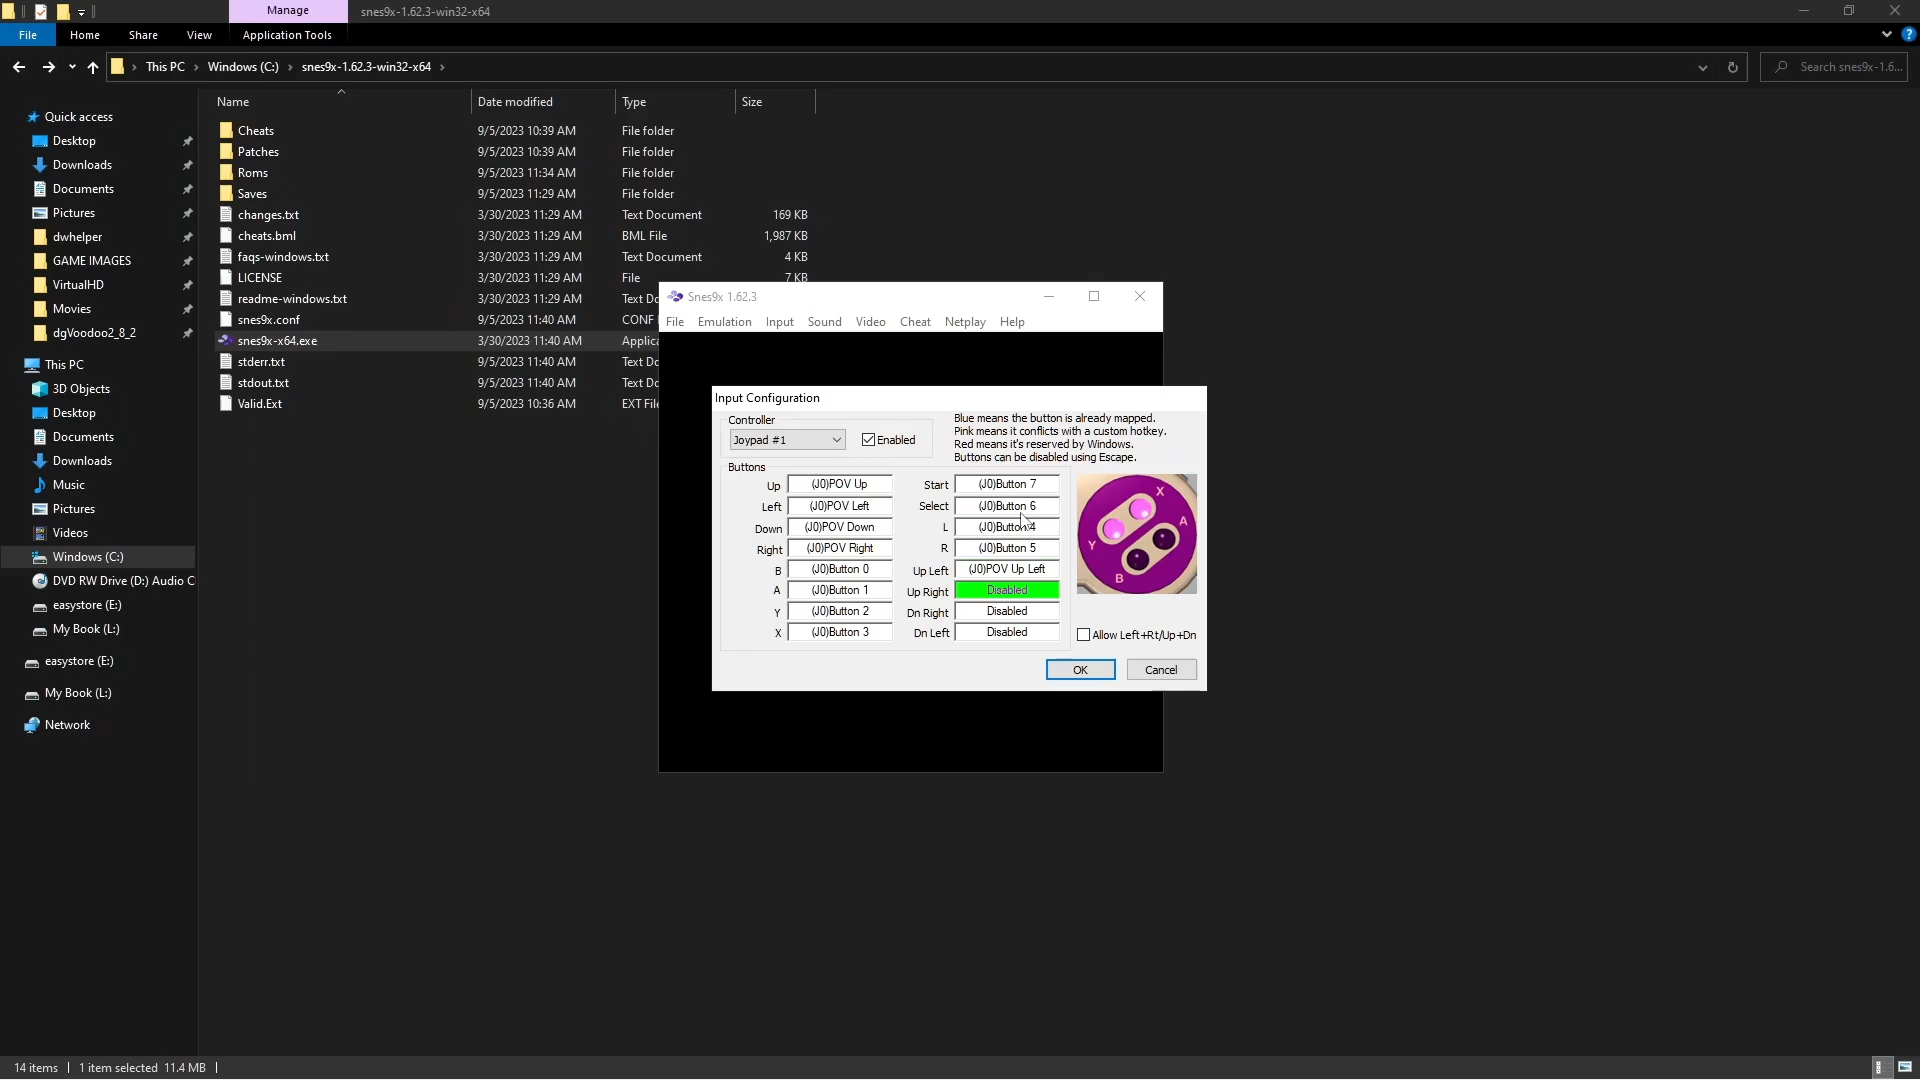 Manage
snes9x-1.62.3-win32-x64
File
Home
Share
View
Application Tools
This PC
Windows (C:)
snes9x-1.62.3-win32-x64
Search snes9x-1.6...
Name
Date modified
Type
Size
Quick access
Desktop
Downloads
Documents
Pictures
dwhelper
GAME IMAGES
VirtualHD
Movies
dgVoodoo2_8_2
This PC
3D Objects
Desktop
Documents
Downloads
Music
Pictures
Videos
Windows (C:)
DVD RW Drive (D:) Audio C
easystore (E:)
My Book (L:)
easystore (E:)
My Book (L:)
Network
Cheats 9/5/2023 10:39 AM File folder
Patches 9/5/2023 10:39 AM File folder
Roms 9/5/2023 11:34 AM File folder
Saves 9/5/2023 11:29 AM File folder
changes.txt 3/30/2023 11:29 AM Text Document 169 KB
cheats.bml 3/30/2023 11:29 AM BML File 1,987 KB
faqs-windows.txt 3/30/2023 11:29 AM Text Document 4 KB
LICENSE 3/30/2023 11:29 AM File 7 KB
readme-windows.txt 3/30/2023 11:29 AM Text Do
snes9x.conf 9/5/2023 11:40 AM CONF
snes9x-x64.exe 3/30/2023 11:40 AM Applica
stderr.txt 9/5/2023 11:40 AM Text Do
stdout.txt 9/5/2023 11:40 AM Text Do
Valid.Ext 9/5/2023 10:36 AM EXT File
Snes9x 1.62.3
File Emulation Input Sound Video Cheat Netplay Help
Input Configuration
Controller
Joypad #1
Enabled
Blue means the button is already mapped.
Pink means it conflicts with a custom hotkey.
Red means it's reserved by Windows.
Buttons can be disabled using Escape.
Buttons
Up (J0)POV Up
Left (J0)POV Left
Down (J0)POV Down
Right (J0)POV Right
B (J0)Button 0
A (J0)Button 1
Y (J0)Button 2
X (J0)Button 3
Start (J0)Button 7
Select (J0)Button 6
L (J0)Button 4
R (J0)Button 5
Up Left (J0)POV Up Left
Up Right Disabled
Dn Right Disabled
Dn Left Disabled
X
A
Y
B
Allow Left+Rt/Up+Dn
OK
Cancel
14 items
1 item selected 11.4 MB